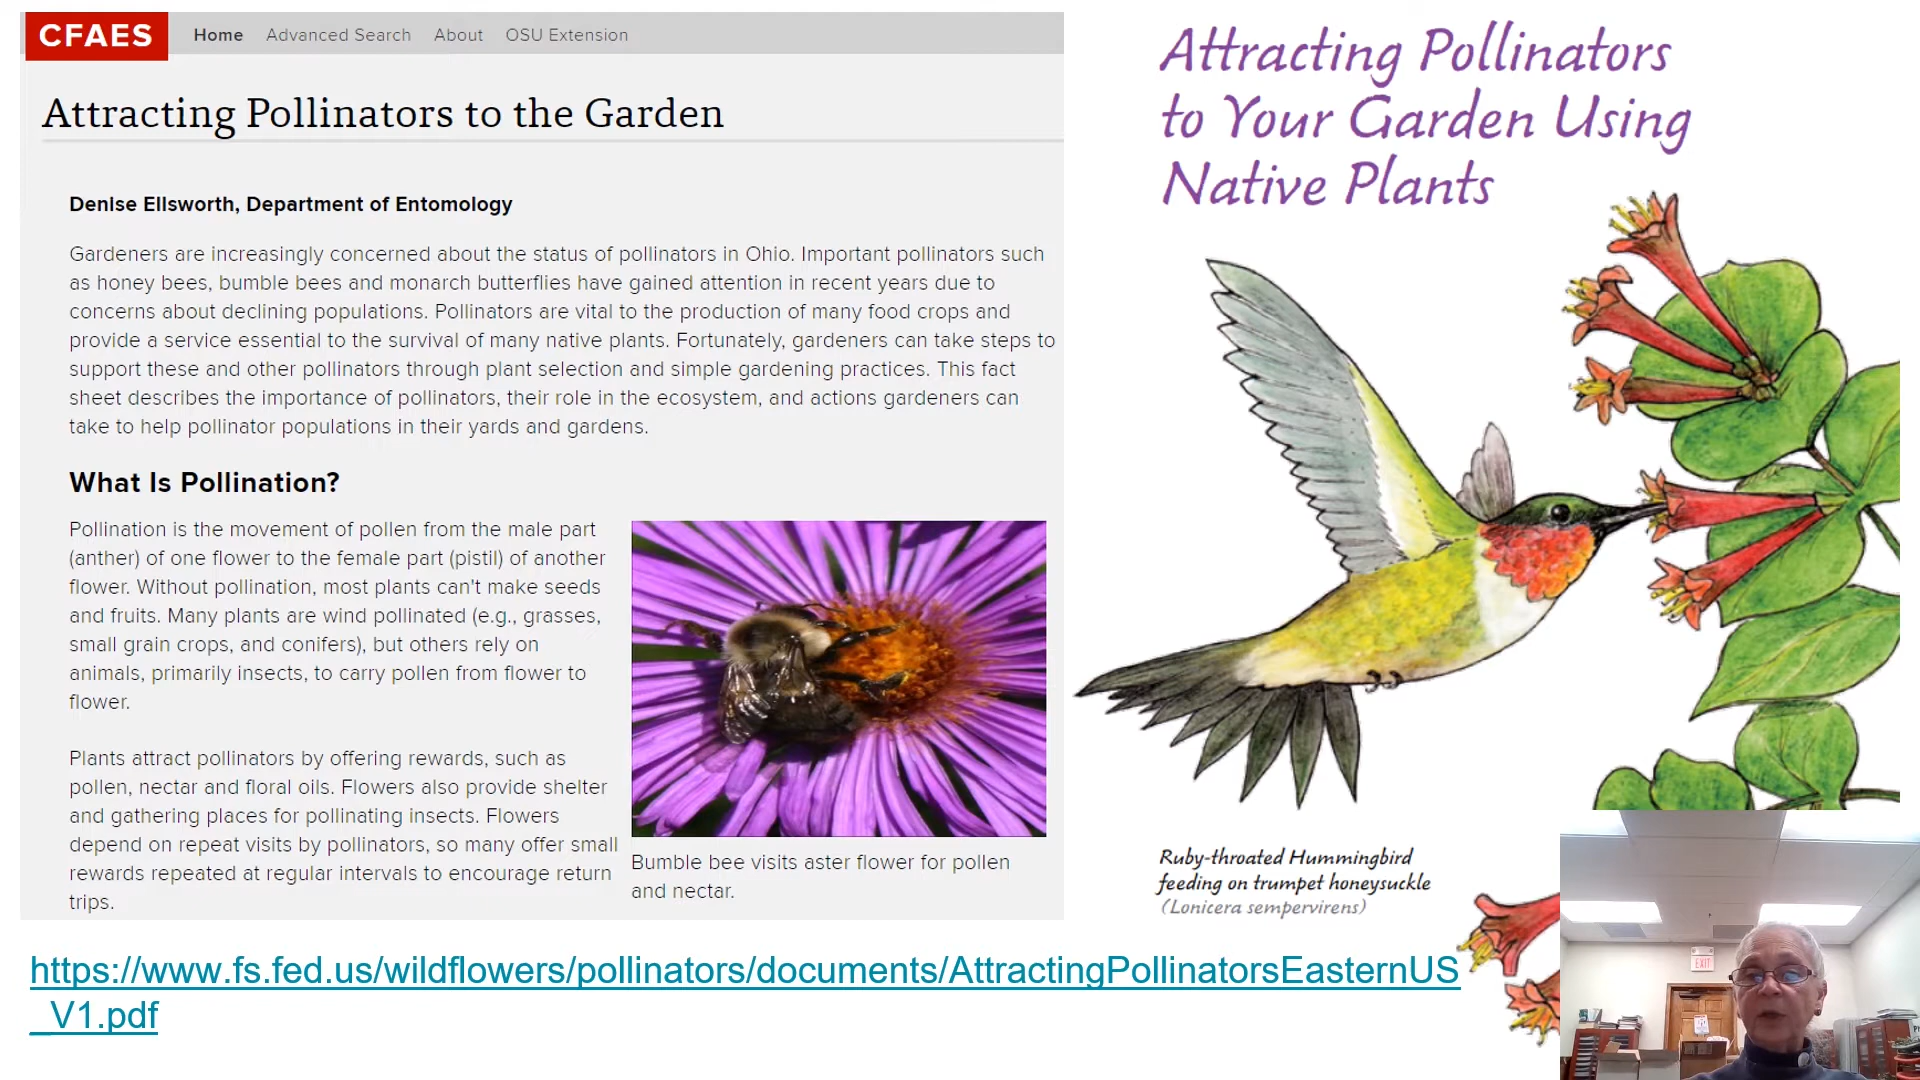 CFAES
Home Advanced Search About OSU Extension
Attracting Pollinators to the Garden
Denise Ellsworth, Department of Entomology
Gardeners are increasingly concerned about the status of pollinators in Ohio. Important pollinators such
as honey bees, bumble bees and monarch butterflies have gained attention in recent years due to
concerns about declining populations. Pollinators are vital to the production of many food crops and
provide a service essential to the survival of many native plants. Fortunately, gardeners can take steps to
support these and other pollinators through plant selection and simple gardening practices. This fact
sheet describes the importance of pollinators, their role in the ecosystem, and actions gardeners can
take to help pollinator populations in their yards and gardens.
What Is Pollination?
Pollination is the movement of pollen from the male part
(anther) of one flower to the female part (pistil) of another
flower. Without pollination, most plants can't make seeds
and fruits. Many plants are wind pollinated (e.g., grasses,
small grain crops, and conifers), but others rely on
animals, primarily insects, to carry pollen from flower to
flower.
Plants attract pollinators by offering rewards, such as
pollen, nectar and floral oils. Flowers also provide shelter
and gathering places for pollinating insects. Flowers
depend on repeat visits by pollinators, so many offer small
rewards repeated at regular intervals to encourage return
trips.
Bumble bee visits aster flower for pollen
and nectar.
Attracting Pollinators
to Your Garden Using
Native Plants
Ruby-throated Hummingbird
feeding on trumpet honeysuckle
(Lonicera sempervirens)
https://www.fs.fed.us/wildflowers/pollinators/documents/AttractingPollinatorsEasternUS
_V1.pdf
EXIT